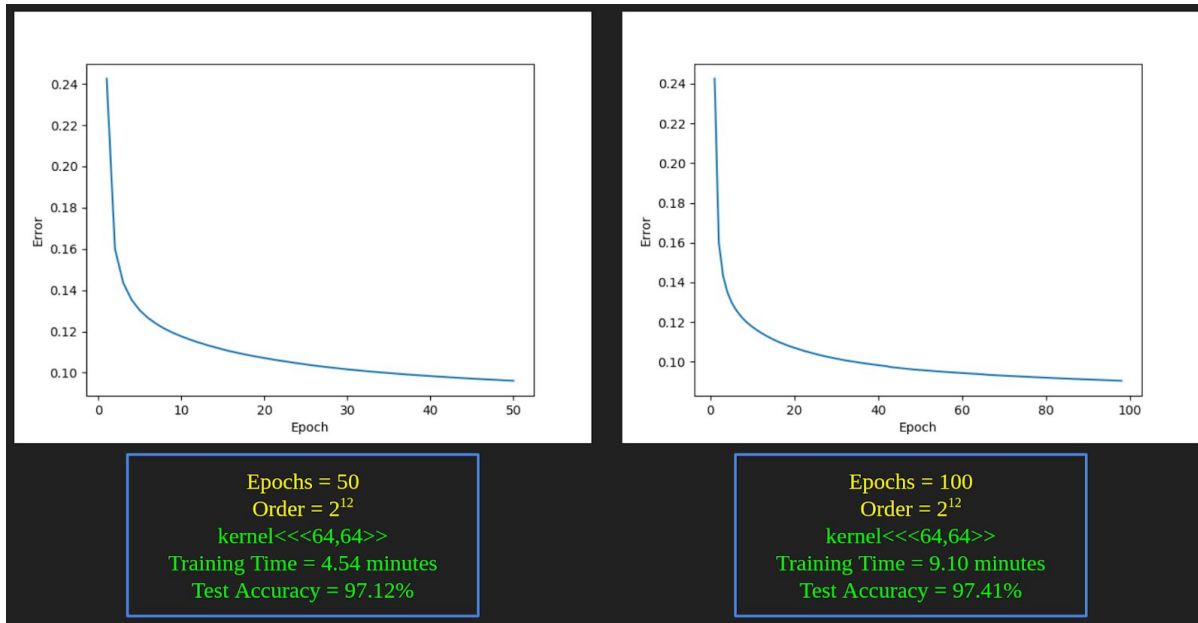 0.24
0.22
0.20
0.18
0.16
0.14
0.12
0.10
Error
0 10 20 30 40 50
Epoch
Epochs = 50
Order = 2¹²
kernel<<<64,64>>
Training Time = 4.54 minutes
Test Accuracy = 97.12%
0.24
0.22
0.20
0.18
0.16
0.14
0.12
0.10
Error
0 20 40 60 80 100
Epoch
Epochs = 100
Order = 2¹²
kernel<<<64,64>>
Training Time = 9.10 minutes
Test Accuracy = 97.41%